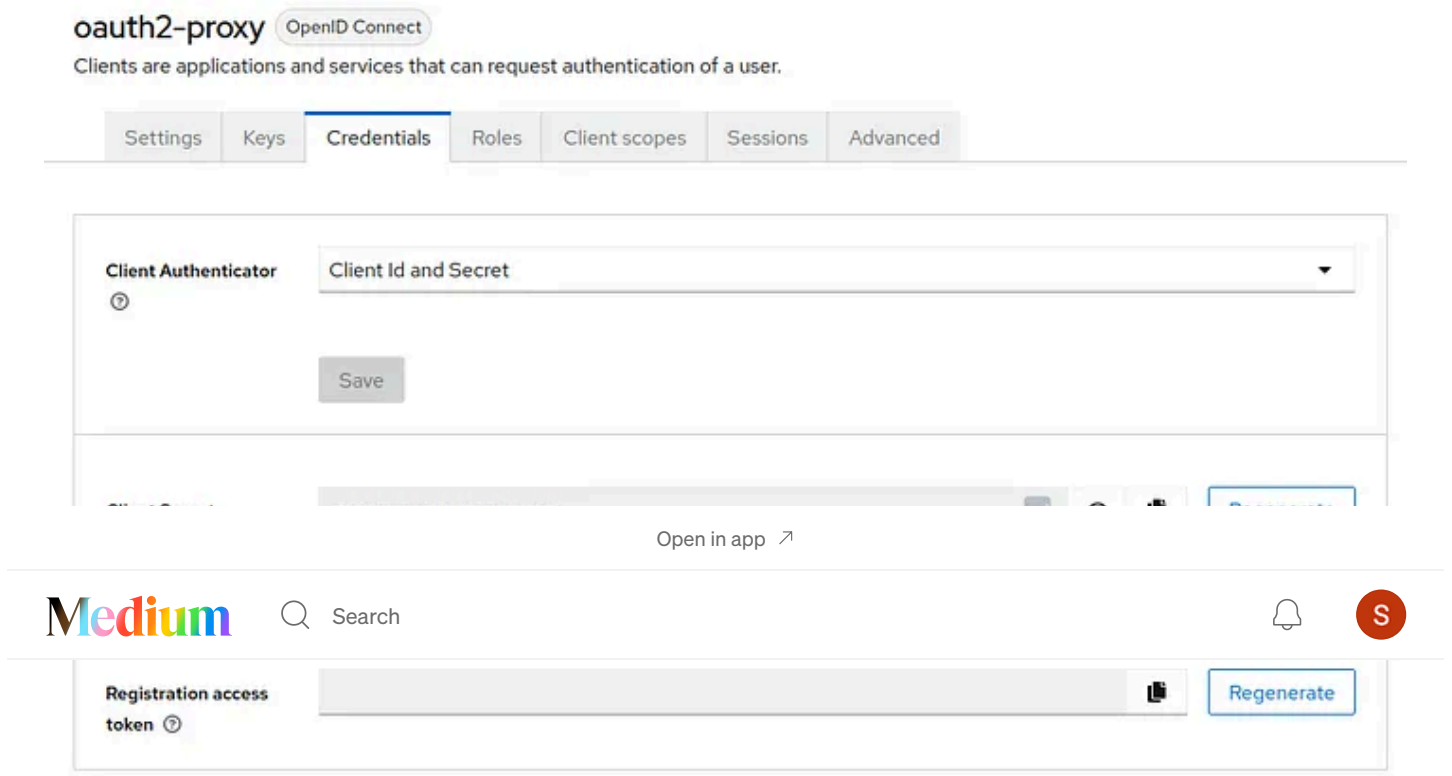 oauth2-proxy OpenID Connect
Clients are applications and services that can request authentication of a user.
Settings Keys Credentials Roles Client scopes Sessions Advanced
Client Authenticator
Client Id and Secret
Save
Open in app
Medium Search S
Registration access
token
Regenerate